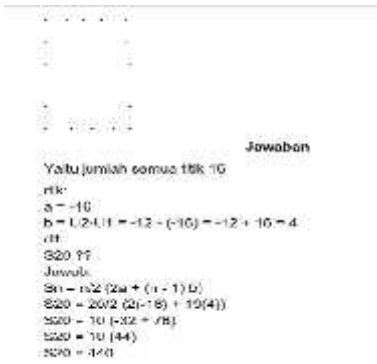 Jawaban
Yaitu jumlah semua titik 16
dik:
a = -16
b = U2-U1 = -12 - (-16) = -12 + 16 = 4
dit:
S20 ??
Jawab:
Sn = n/2 (2a + (n - 1) b)
S20 = 20/2 (2(-16) + 19(4))
S20 = 10 (-32 + 76)
S20 = 10 (44)
S20 = 440